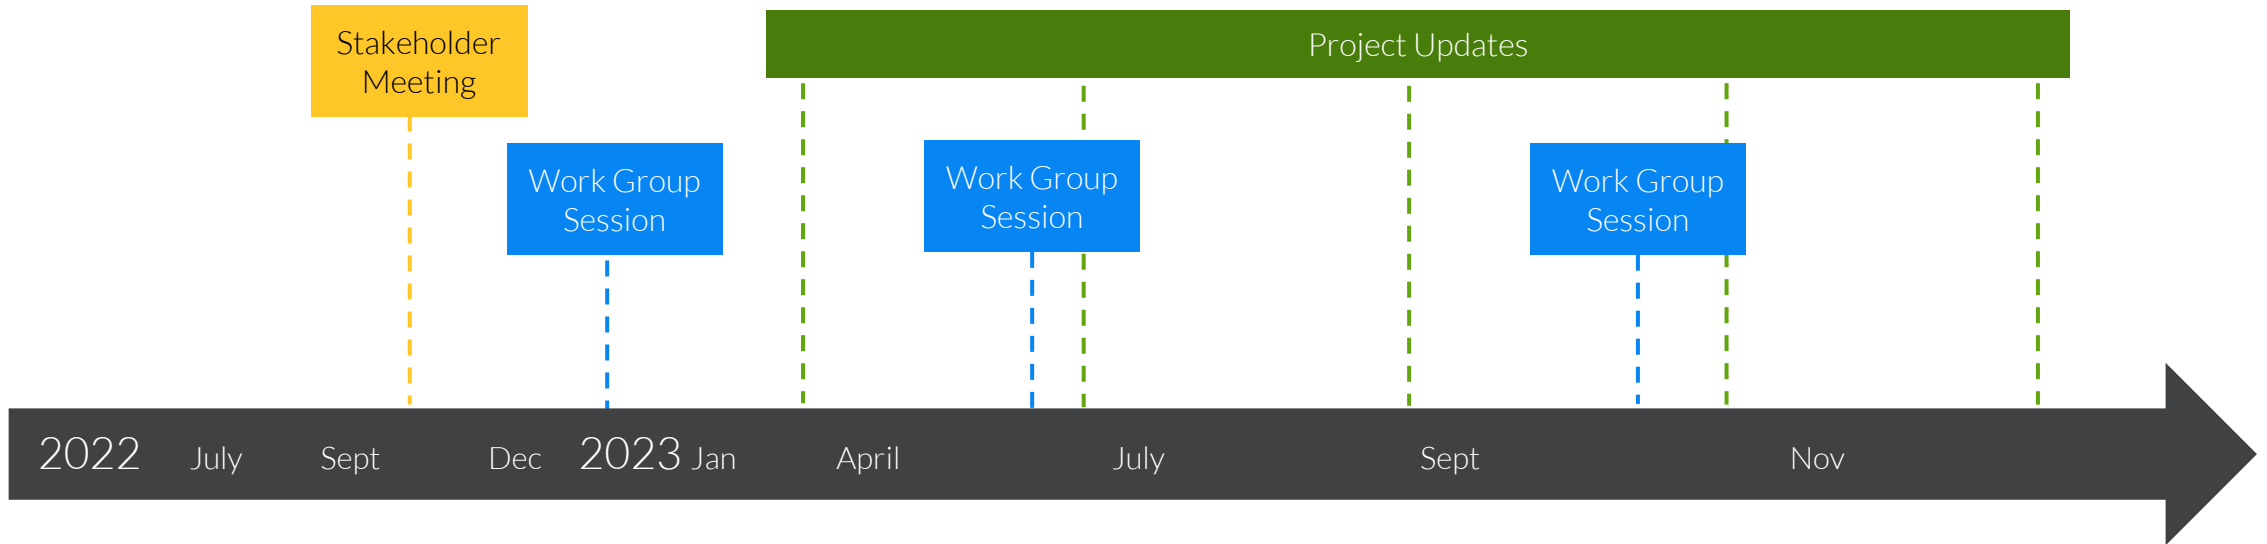 Stakeholder
Meeting
Project Updates
Work Group
Session
Work Group
Session
Work Group
Session
2022 July Sept Dec 2023 Jan April July Sept Nov